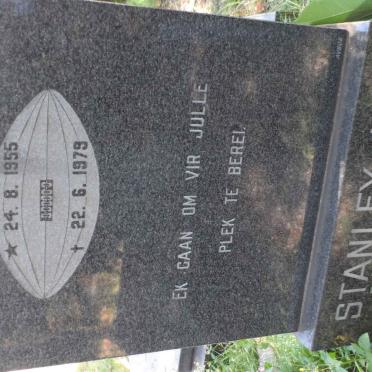 ★ 24. 8. 1955
✝ 22. 6. 1979
EK GAAN OM VIR JULLE
PLEK TE BEREI.
STANLEY